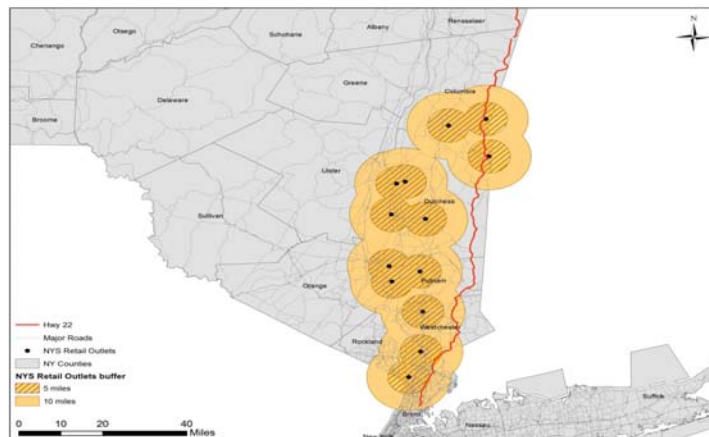 Chenango
Otsego
Schoharie
Albany
Rensselaer
N
Greene
Columbia
Delaware
Broome
Ulster
Dutchess
Sullivan
Orange
Putnam
Rockland
Westchester
Bronx
Nassau
Suffolk
Hwy 22
Major Roads
NYS Retail Outlets
NY Counties
NYS Retail Outlets buffer
5 miles
10 miles
0 10 20 40
Miles